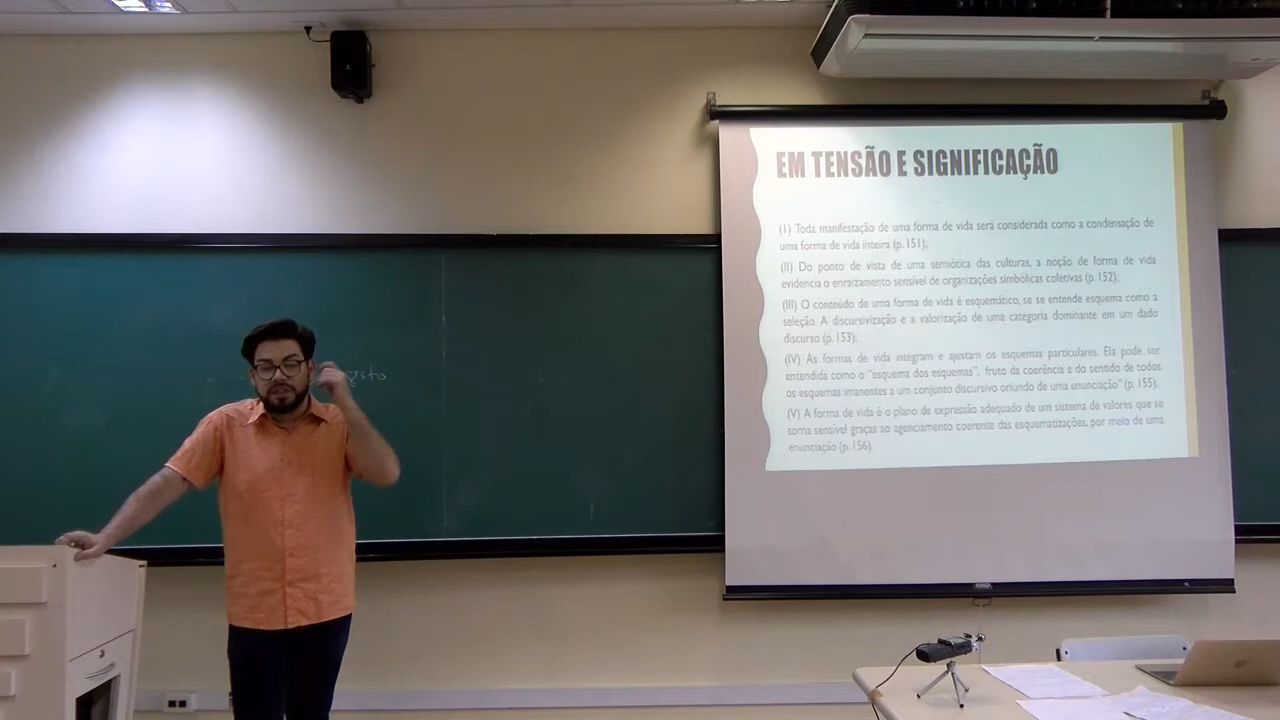 EM TENSÃO E SIGNIFICAÇÃO
(I) Toda manifestação de uma forma de vida será considerada como a condensação de
uma forma de vida inteira (p. 151);
(II) Do ponto de vista de uma semiótica das culturas, a noção de forma de vida
evidencia o enraizamento sensível de organizações simbólicas coletivas (p. 152);
(III) O conteúdo de uma forma de vida é esquemático, se se entende esquema como a
seleção. A discursivização e a valorização de uma categoria dominante em um dado
discurso (p. 153);
(IV) As formas de vida integram e ajustam os esquemas particulares. Ela pode ser
entendida como o "esquema dos esquemas", fruto da coerência e do sentido de todos
os esquemas imanentes a um conjunto discursivo oriundo de uma enunciação" (p. 155).
(V) A forma de vida é o plano de expressão adequado de um sistema de valores que se
torna sensível graças ao agenciamento coerente das esquematizações, por meio de uma
enunciação (p. 156).